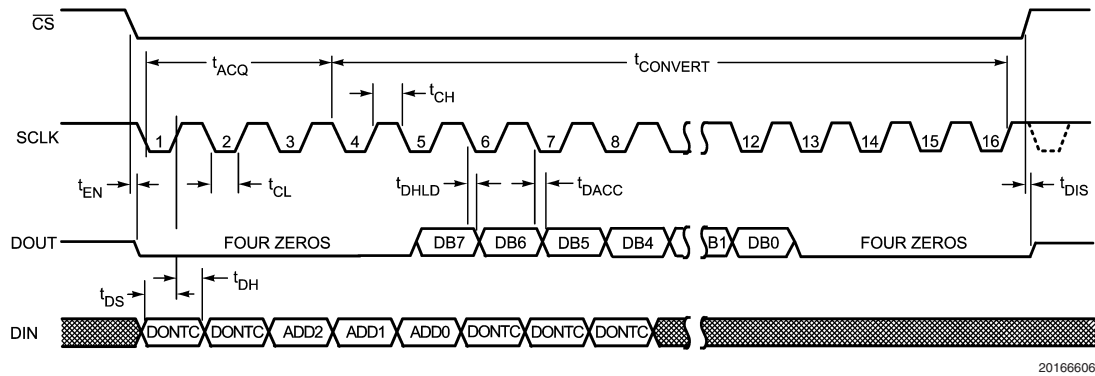 CS
tACQ
tCONVERT
tCH
SCLK
1 2 3 4 5 6 7 8 12 13 14 15 16
tEN
tCL
tDHLD
tDACC
tDIS
DOUT
FOUR ZEROS DB7 DB6 DB5 DB4 B1 DB0 FOUR ZEROS
tDS
tDH
DIN
DONTC DONTC ADD2 ADD1 ADD0 DONTC DONTC DONTC
20166606